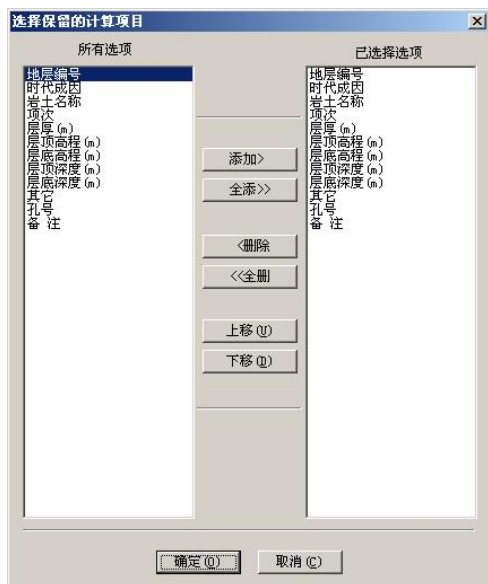 选择保留的计算项目
所有选项
地层编号
时代成因
岩土名称
项次
层厚(m)
层顶高程(m)
层底高程(m)
层顶深度(m)
层底深度(m)
其它
孔号
备 注
添加>
全添>>
<删除
<<全删
上移(U)
下移(D)
已选择选项
地层编号
时代成因
岩土名称
项次
层厚(m)
层顶高程(m)
层底高程(m)
层顶深度(m)
层底深度(m)
其它
孔号
备 注
确定(O)
取消(C)